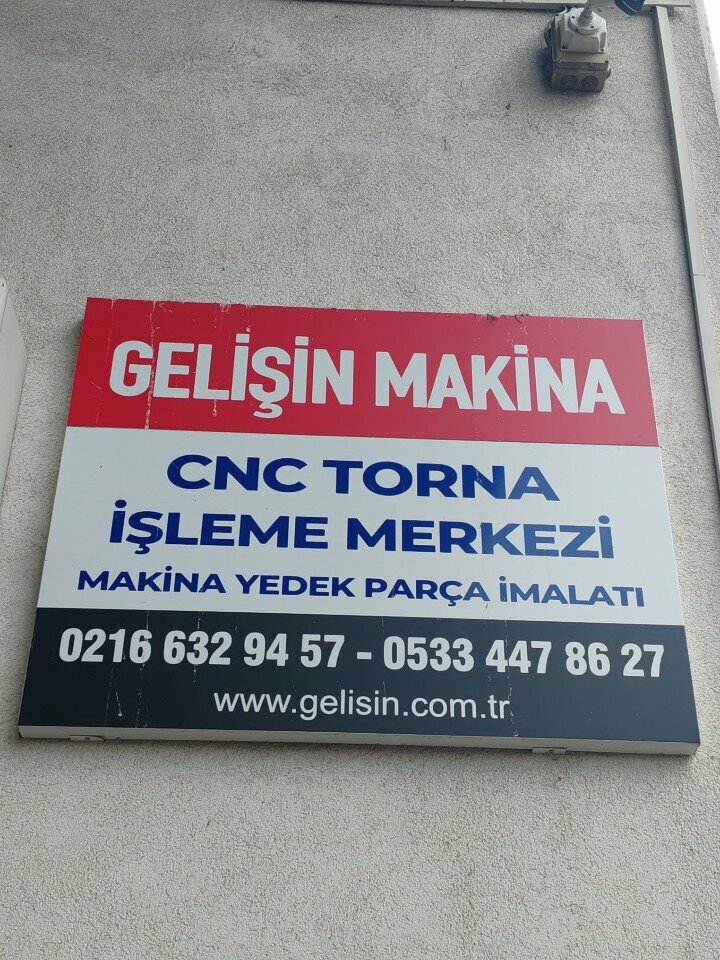 GELİŞİN MAKİNA
CNC TORNA
İŞLEME MERKEZİ
MAKİNA YEDEK PARÇA İMALATI
0216 632 94 57 - 0533 447 86 27
www.gelisin.com.tr